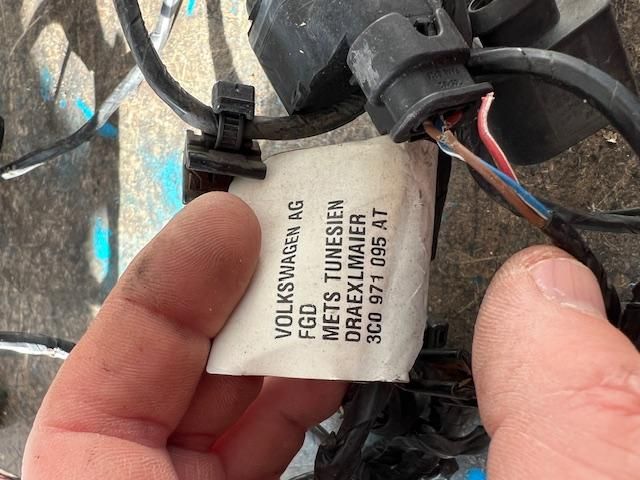 VOLKSWAGEN AG
FGD
METS TUNESIEN
DRAEXLMAIER
3C0 971 095 AT